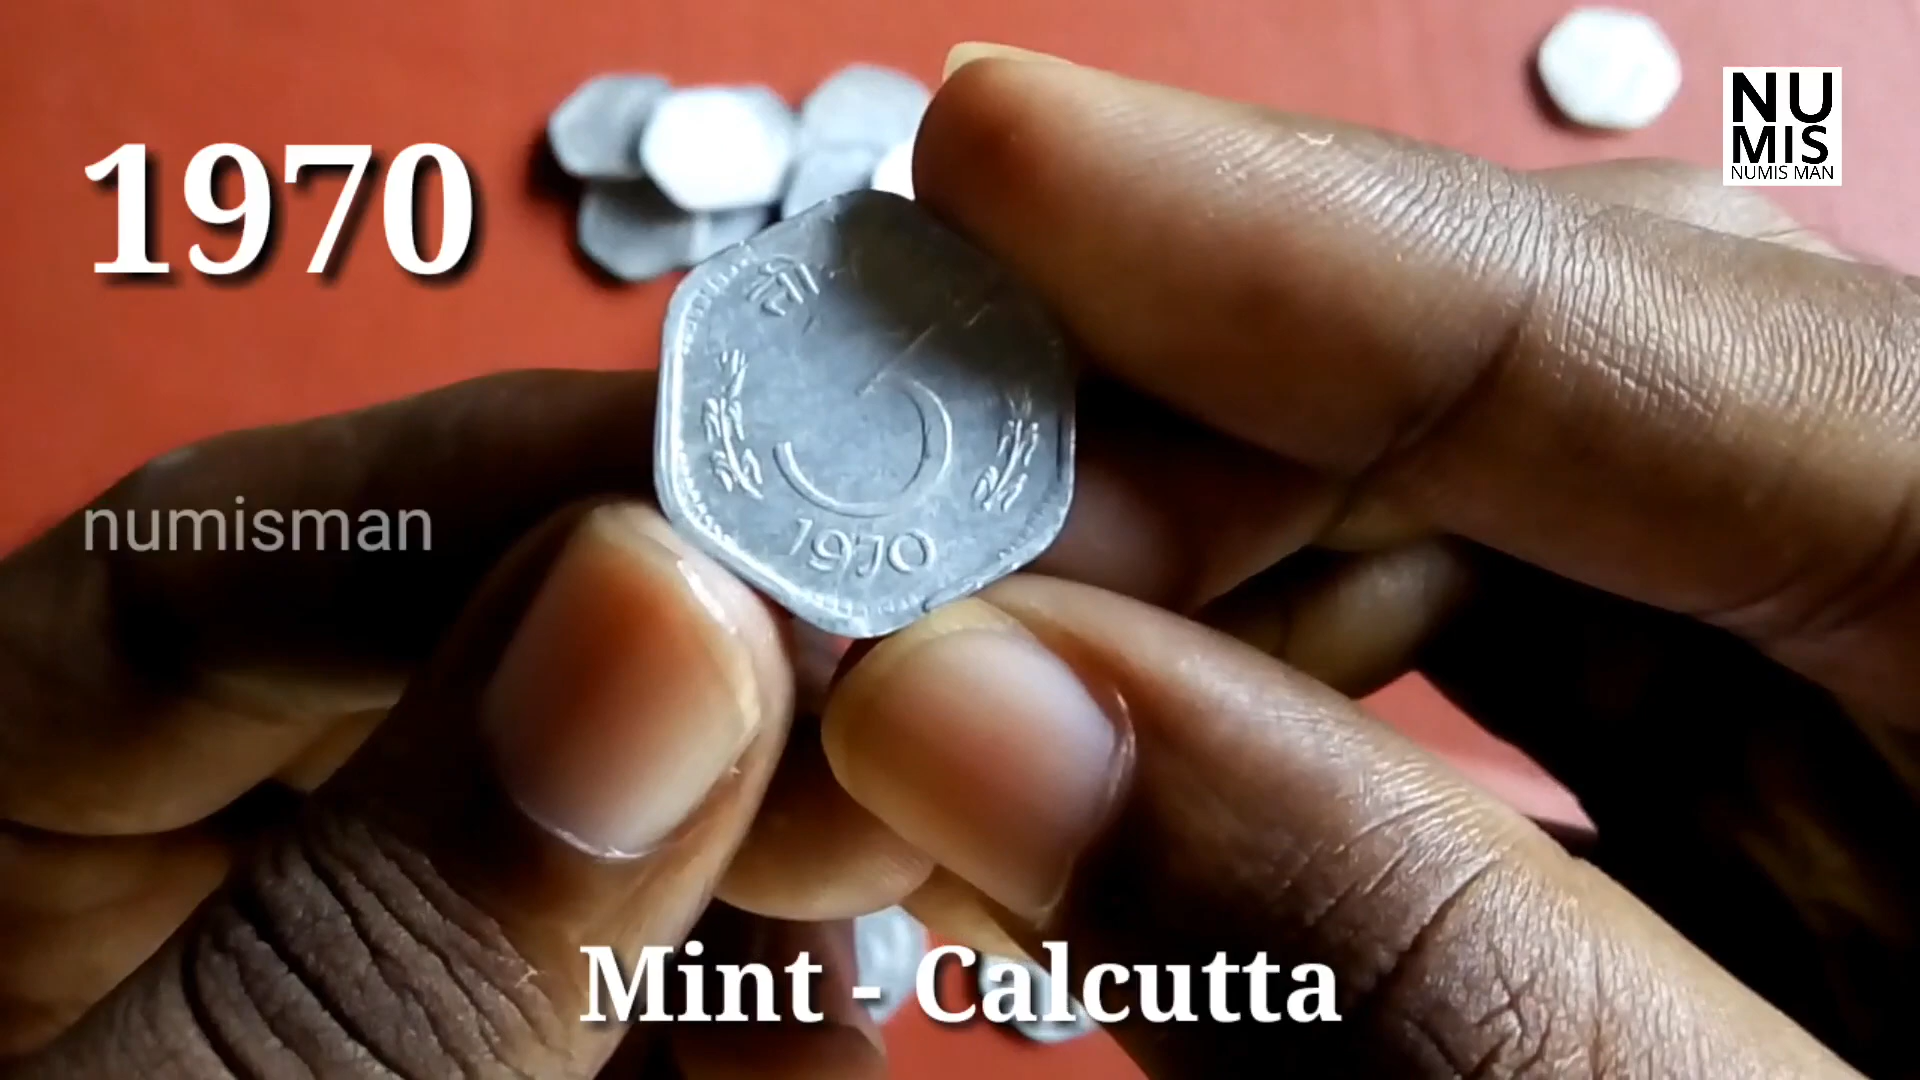 NU
MIS
NUMIS MAN
1970
numisman
1970
Mint - Calcutta